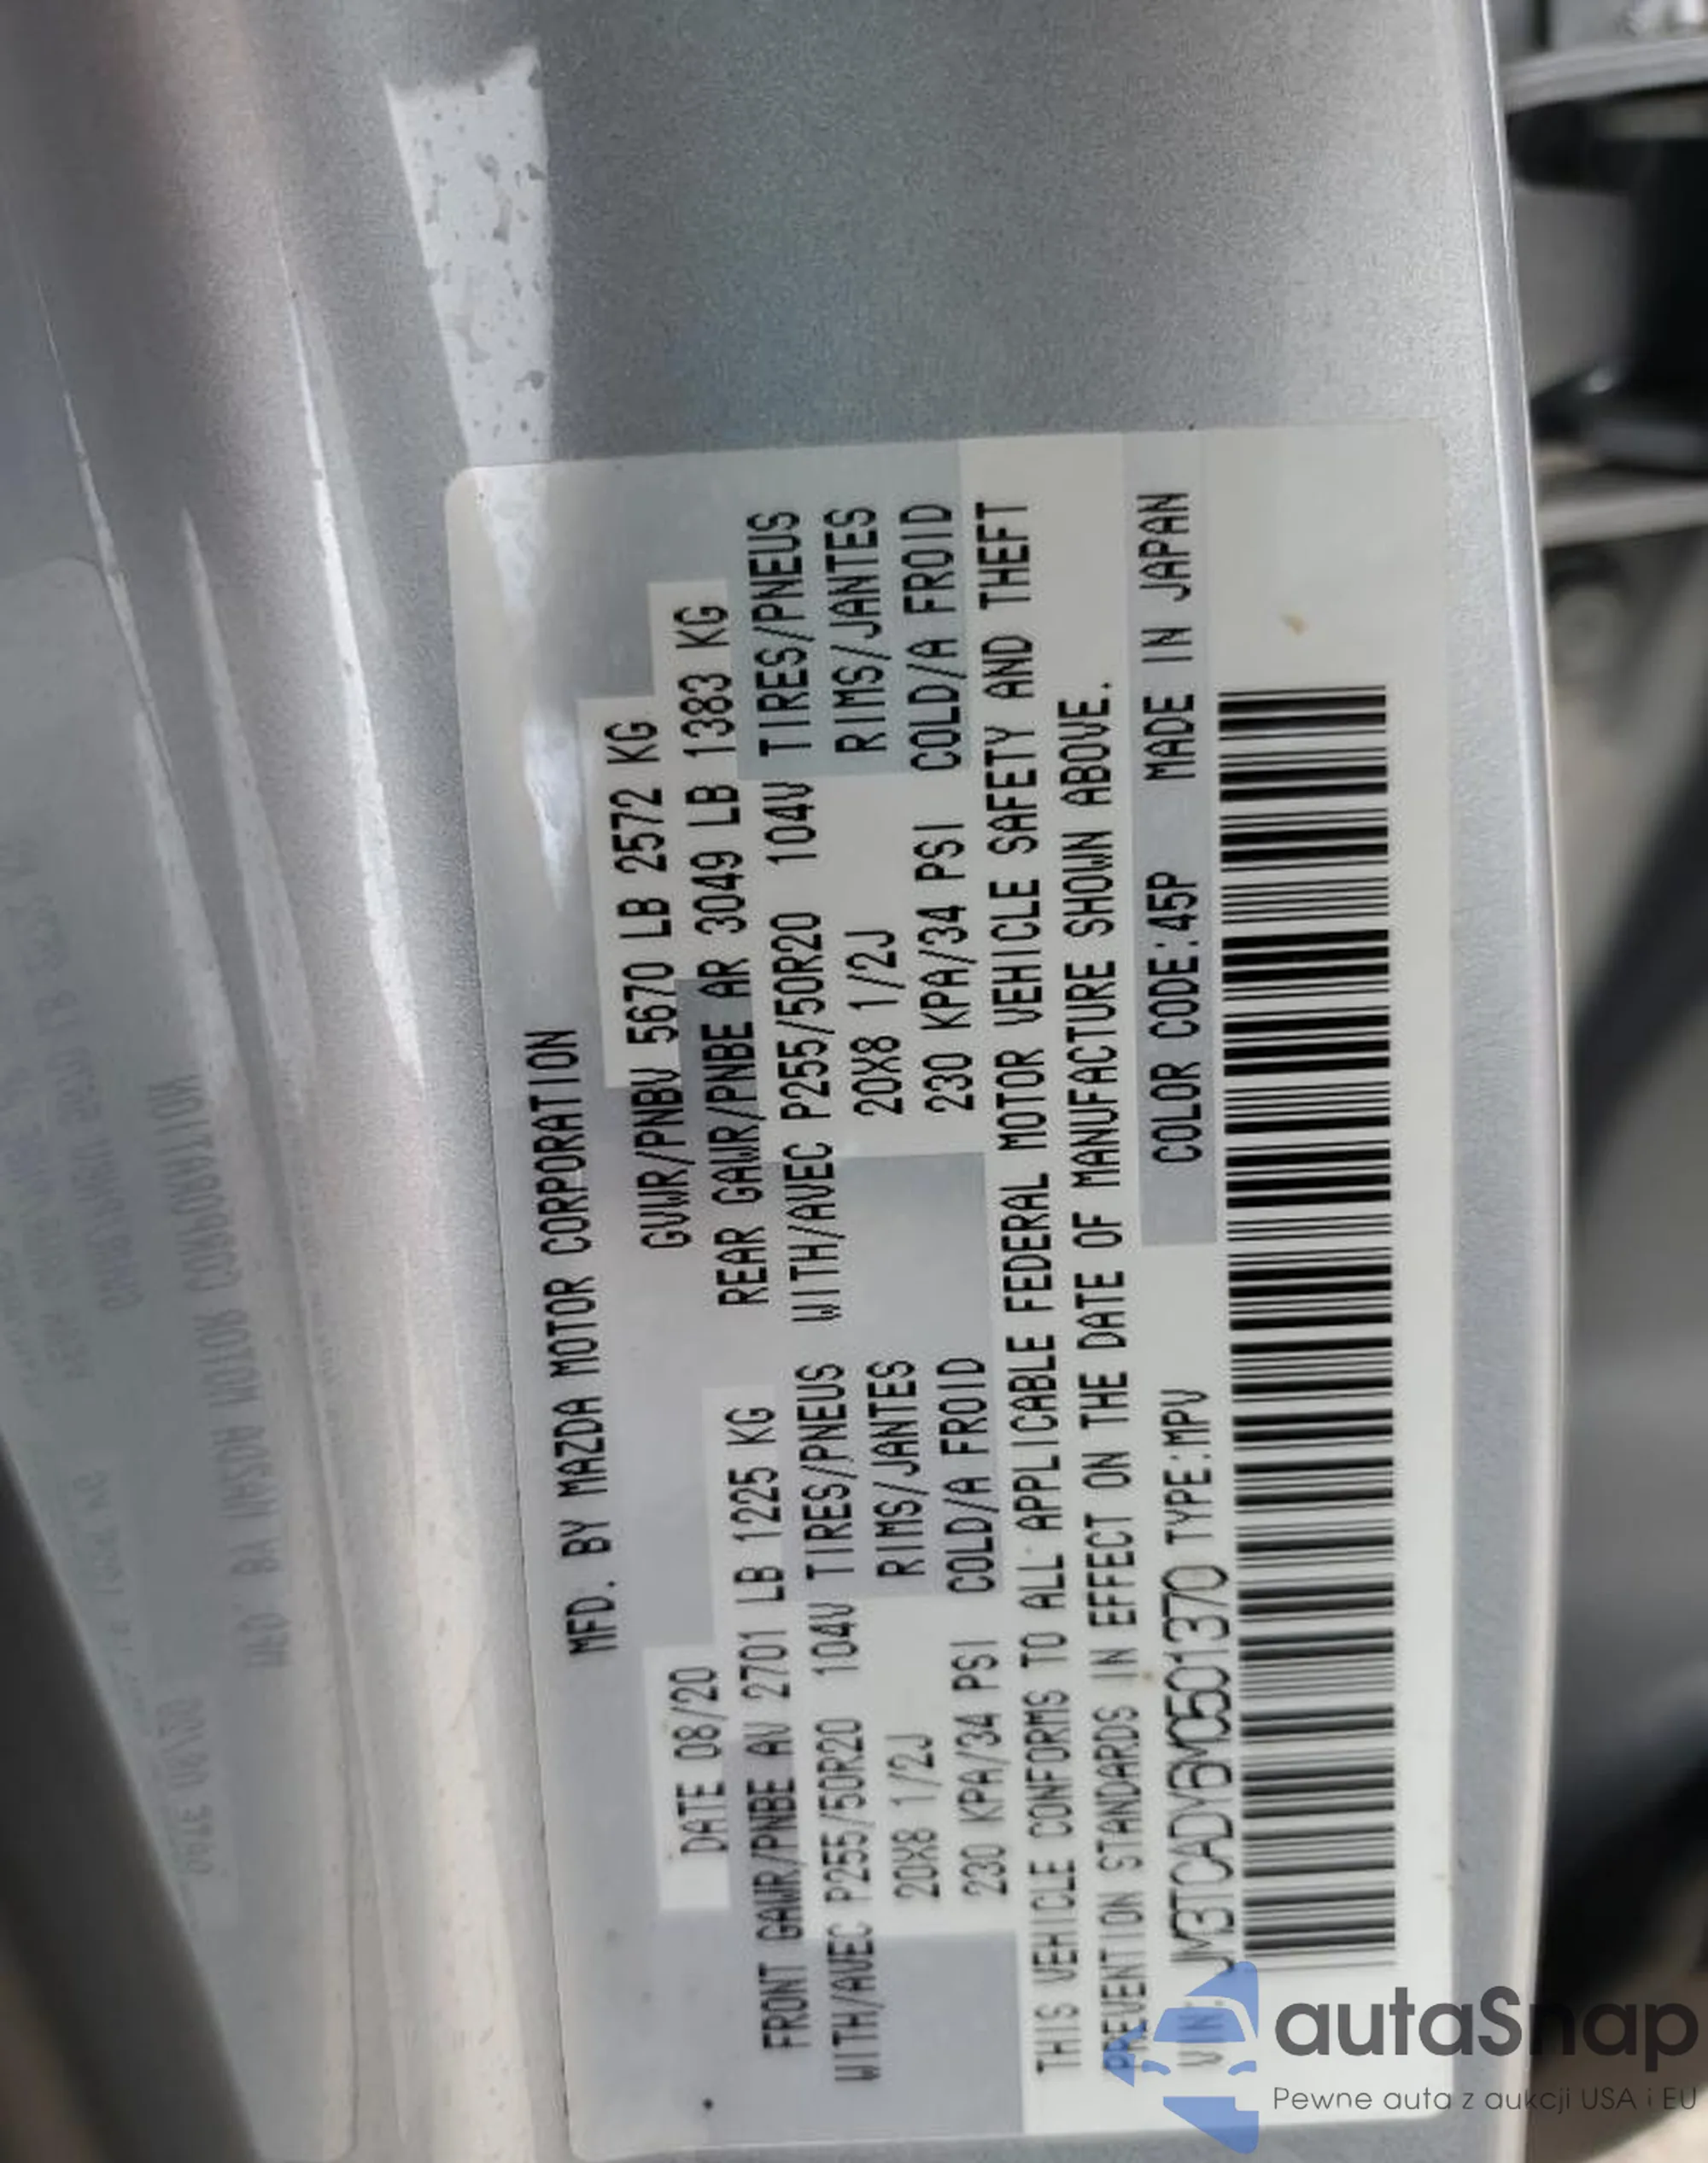 MFD. BY MAZDA MOTOR CORPORATION
DATE 08/20 GVWR/PNBV 5670 LB 2572 KG
FRONT GAWR/PNBE AV 2701 LB 1225 KG REAR GAWR/PNBE AR 3049 LB 1383 KG
WITH/AVEC P255/50R20 104V TIRES/PNEUS WITH/AVEC P255/50R20 104V TIRES/PNEUS
20X8 1/2J RIMS/JANTES 20X8 1/2J RIMS/JANTES
230 KPA/34 PSI COLD/A FROID 230 KPA/34 PSI COLD/A FROID
THIS VEHICLE CONFORMS TO ALL APPLICABLE FEDERAL MOTOR VEHICLE SAFETY AND THEFT
PREVENTION STANDARDS IN EFFECT ON THE DATE OF MANUFACTURE SHOWN ABOVE.
VIN: JM3TCADY6M0501370 TYPE:MPV COLOR CODE:45P MADE IN JAPAN
autaSnap
Pewne auta z aukcji USA i EU